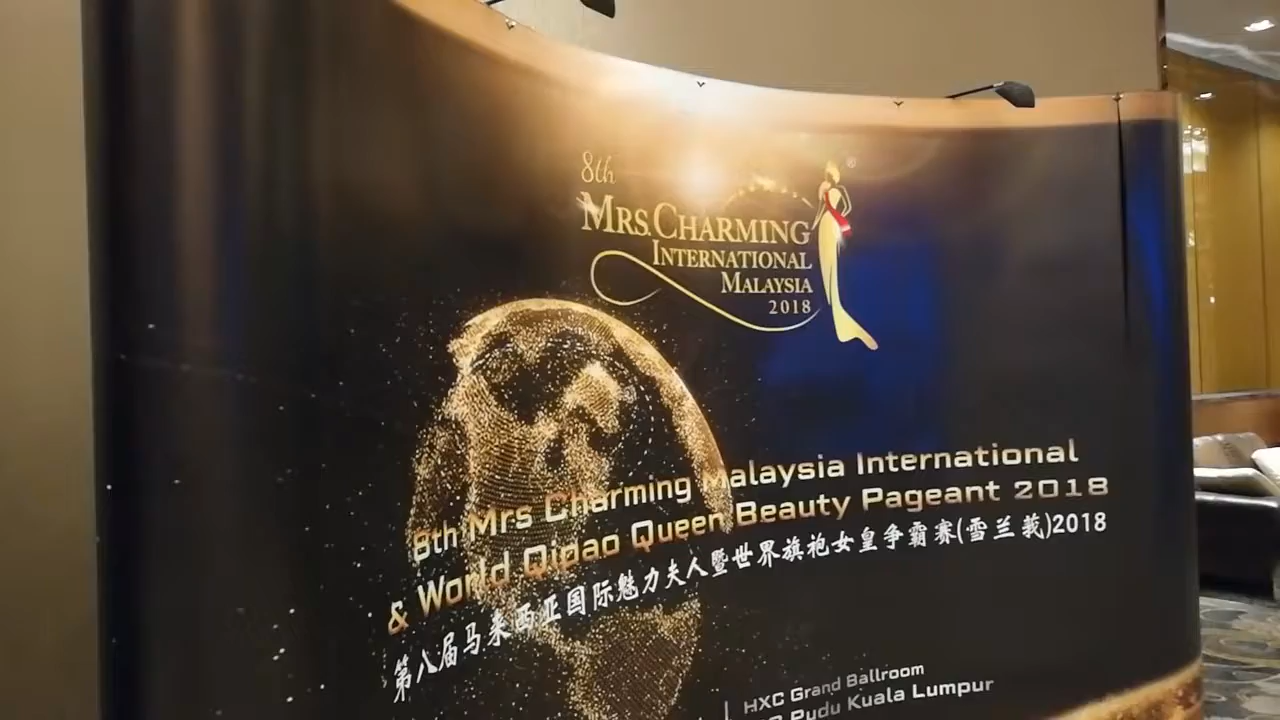 8th
MRS. CHARMING
INTERNATIONAL
MALAYSIA
2018
8th Mrs Charming Malaysia International
& World Qipao Queen Beauty Pageant 2018
第八届马来西亚国际魅力夫人暨世界旗袍女皇争霸赛(雪兰莪)2018
HXC Grand Ballroom
Pudu Kuala Lumpur